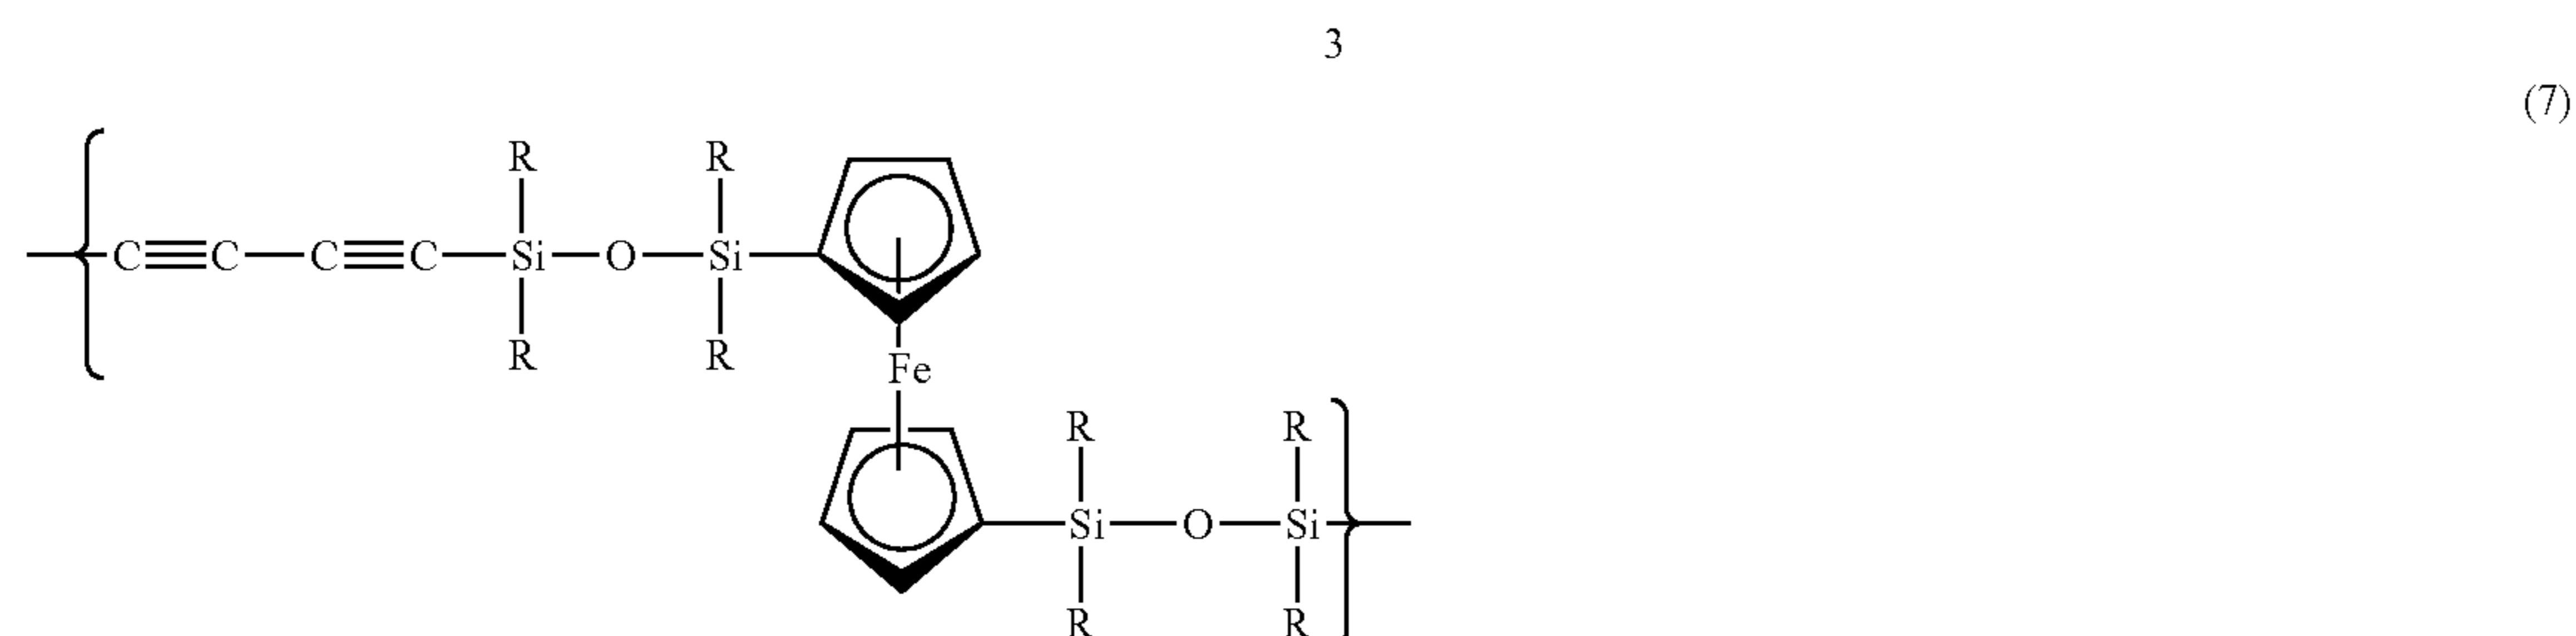 3
(7)
R R
C≡C—C≡C—Si—O—Si
R R
Fe
R R
Si—O—Si
R R